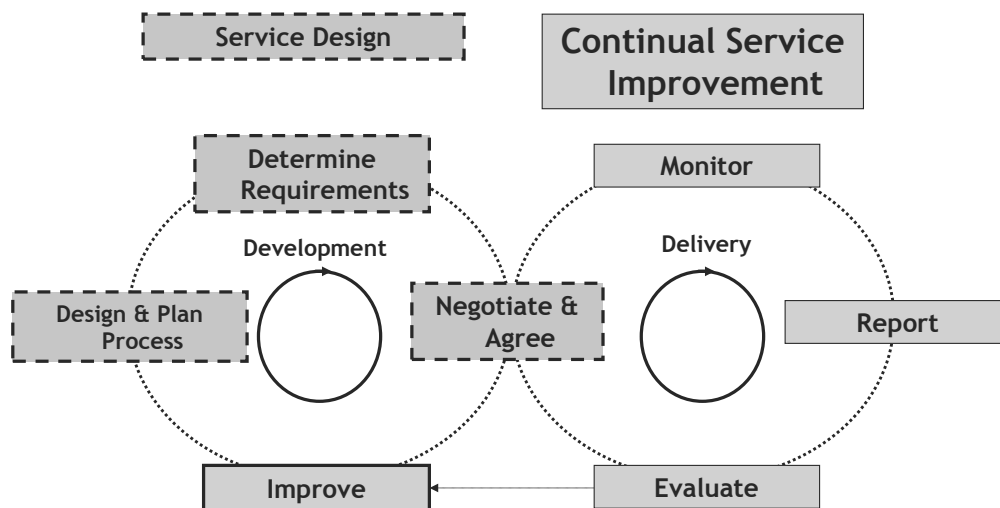 Service Design
Continual Service
Improvement
Determine
Requirements
Monitor
Development
Delivery
Design & Plan
Process
Negotiate &
Agree
Report
Improve
Evaluate